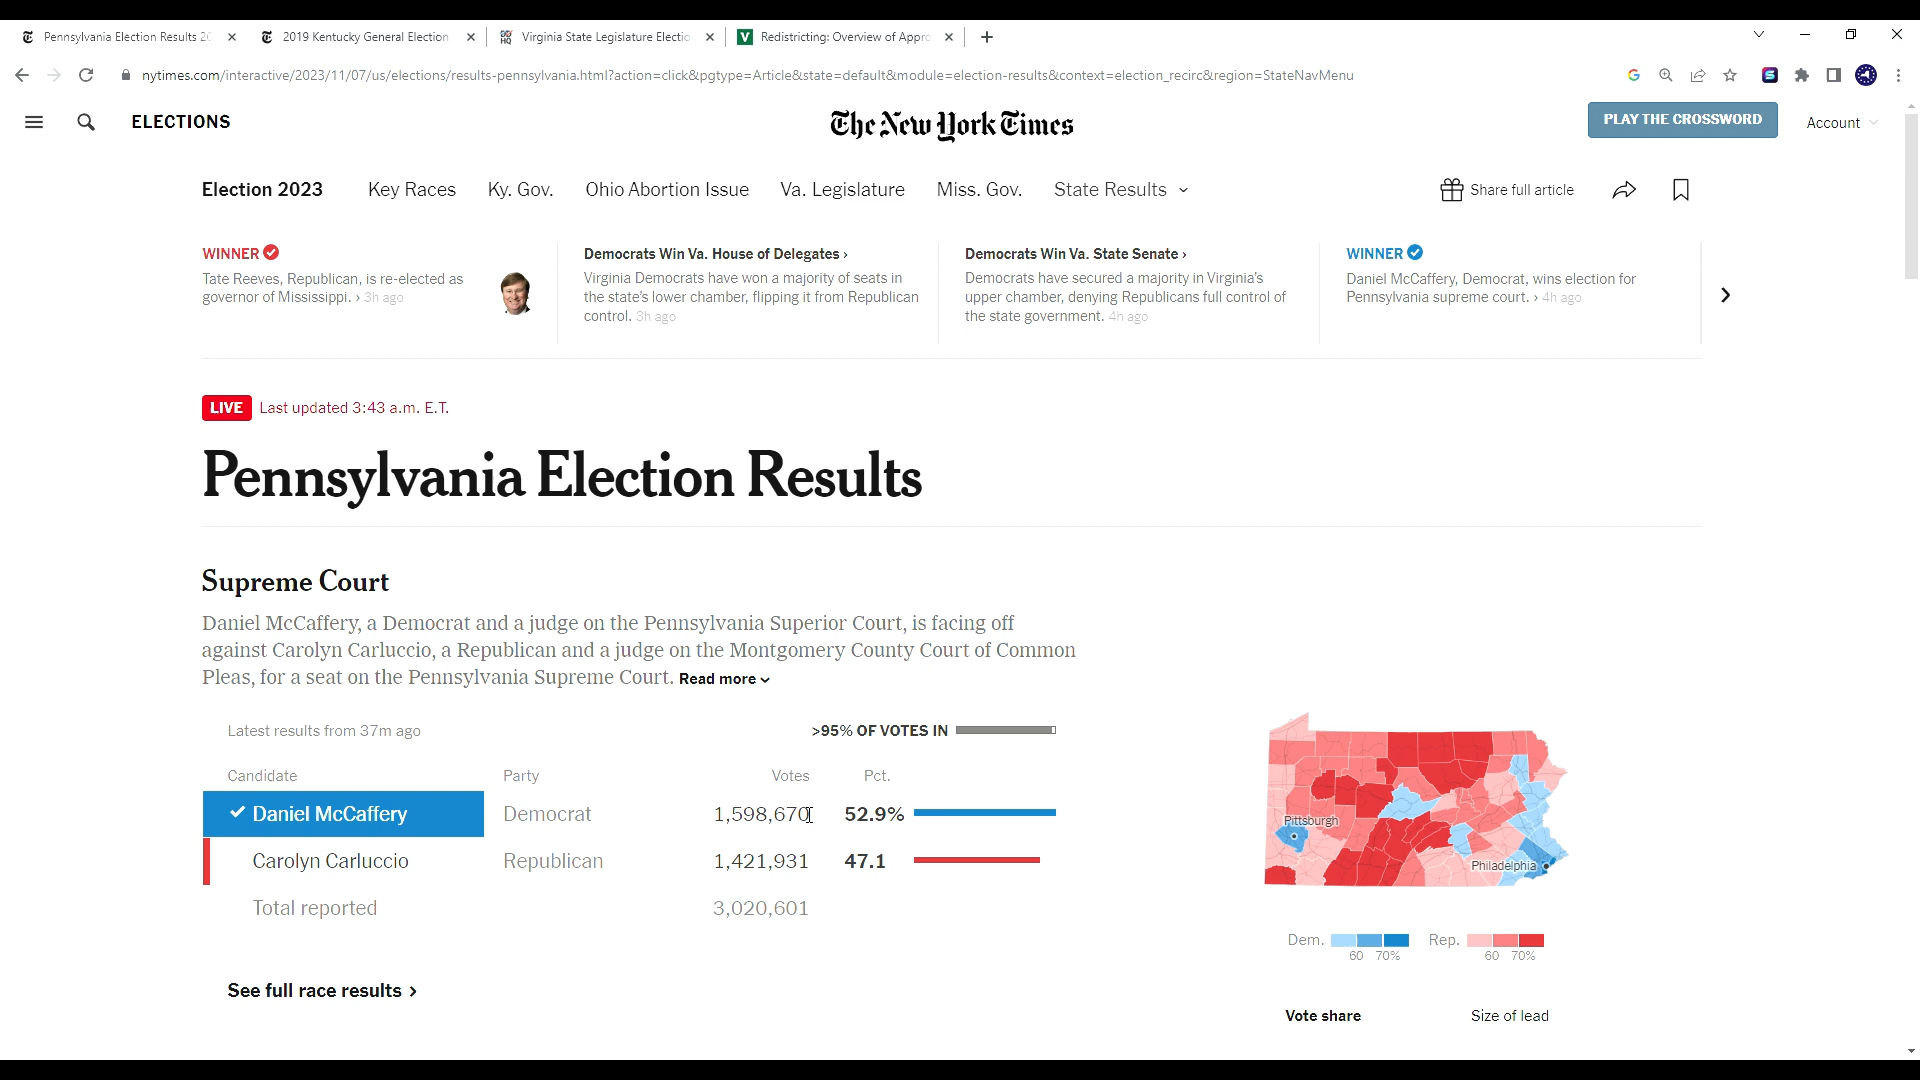 Pennsylvania Election Results 20
2019 Kentucky General Election
Virginia State Legislature Electio
Redistricting: Overview of Appro
nytimes.com/interactive/2023/11/07/us/elections/results-pennsylvania.html?action=click&pgtype=Article&state=default&module=election-results&context=election_recirc&region=StateNavMenu
ELECTIONS
The New York Times
PLAY THE CROSSWORD
Account
Election 2023
Key Races
Ky. Gov.
Ohio Abortion Issue
Va. Legislature
Miss. Gov.
State Results
Share full article
WINNER
Tate Reeves, Republican, is re-elected as
governor of Mississippi. › 3h ago
Democrats Win Va. House of Delegates ›
Virginia Democrats have won a majority of seats in
the state's lower chamber, flipping it from Republican
control. 3h ago
Democrats Win Va. State Senate ›
Democrats have secured a majority in Virginia's
upper chamber, denying Republicans full control of
the state government. 4h ago
WINNER
Daniel McCaffery, Democrat, wins election for
Pennsylvania supreme court. › 4h ago
LIVE Last updated 3:43 a.m. E.T.
Pennsylvania Election Results
Supreme Court
Daniel McCaffery, a Democrat and a judge on the Pennsylvania Superior Court, is facing off
against Carolyn Carluccio, a Republican and a judge on the Montgomery County Court of Common
Pleas, for a seat on the Pennsylvania Supreme Court. Read more
Latest results from 37m ago
>95% OF VOTES IN
Candidate Party Votes Pct.
Daniel McCaffery Democrat 1,598,670 52.9%
Carolyn Carluccio Republican 1,421,931 47.1
Total reported 3,020,601
See full race results ›
Pittsburgh
Philadelphia
Dem. Rep.
60 70% 60 70%
Vote share Size of lead